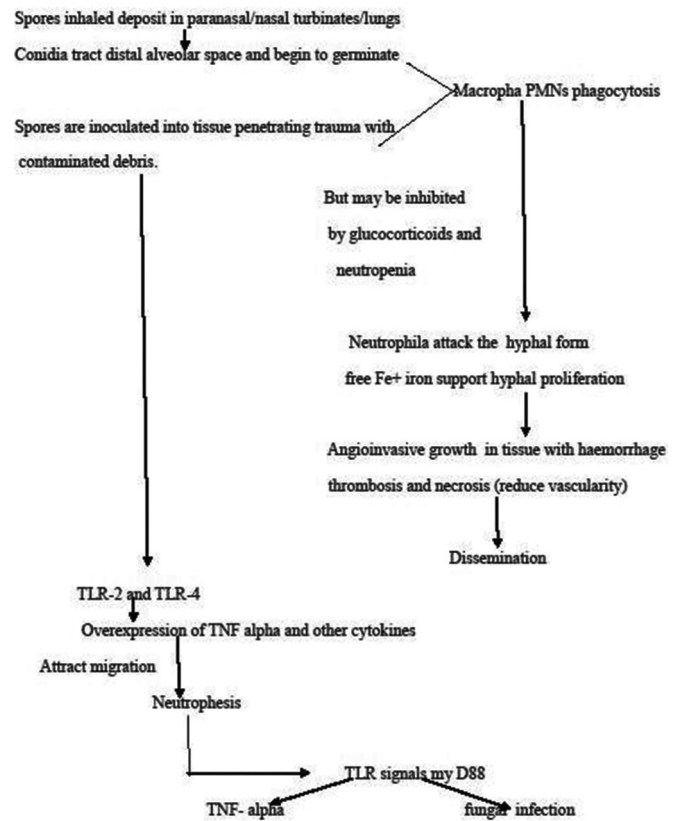 Spores inhaled deposit in paranasal/nasal turbinates/lungs
Conidia tract distal alveolar space and begin to germinate
Macropha PMNs phagocytosis
Spores are inoculated into tissue penetrating trauma with
contaminated debris.
But may be inhibited
by glucocorticoids and
neutropenia
Neutrophila attack the hyphal form
free Fe+ iron support hyphal proliferation
Angioinvasive growth in tissue with haemorrhage
thrombosis and necrosis (reduce vascularity)
Dissemination
TLR-2 and TLR-4
Overexpression of TNF alpha and other cytokines
Attract migration
Neutrophesis
TLR signals my D88
TNF- alpha
fungal infection